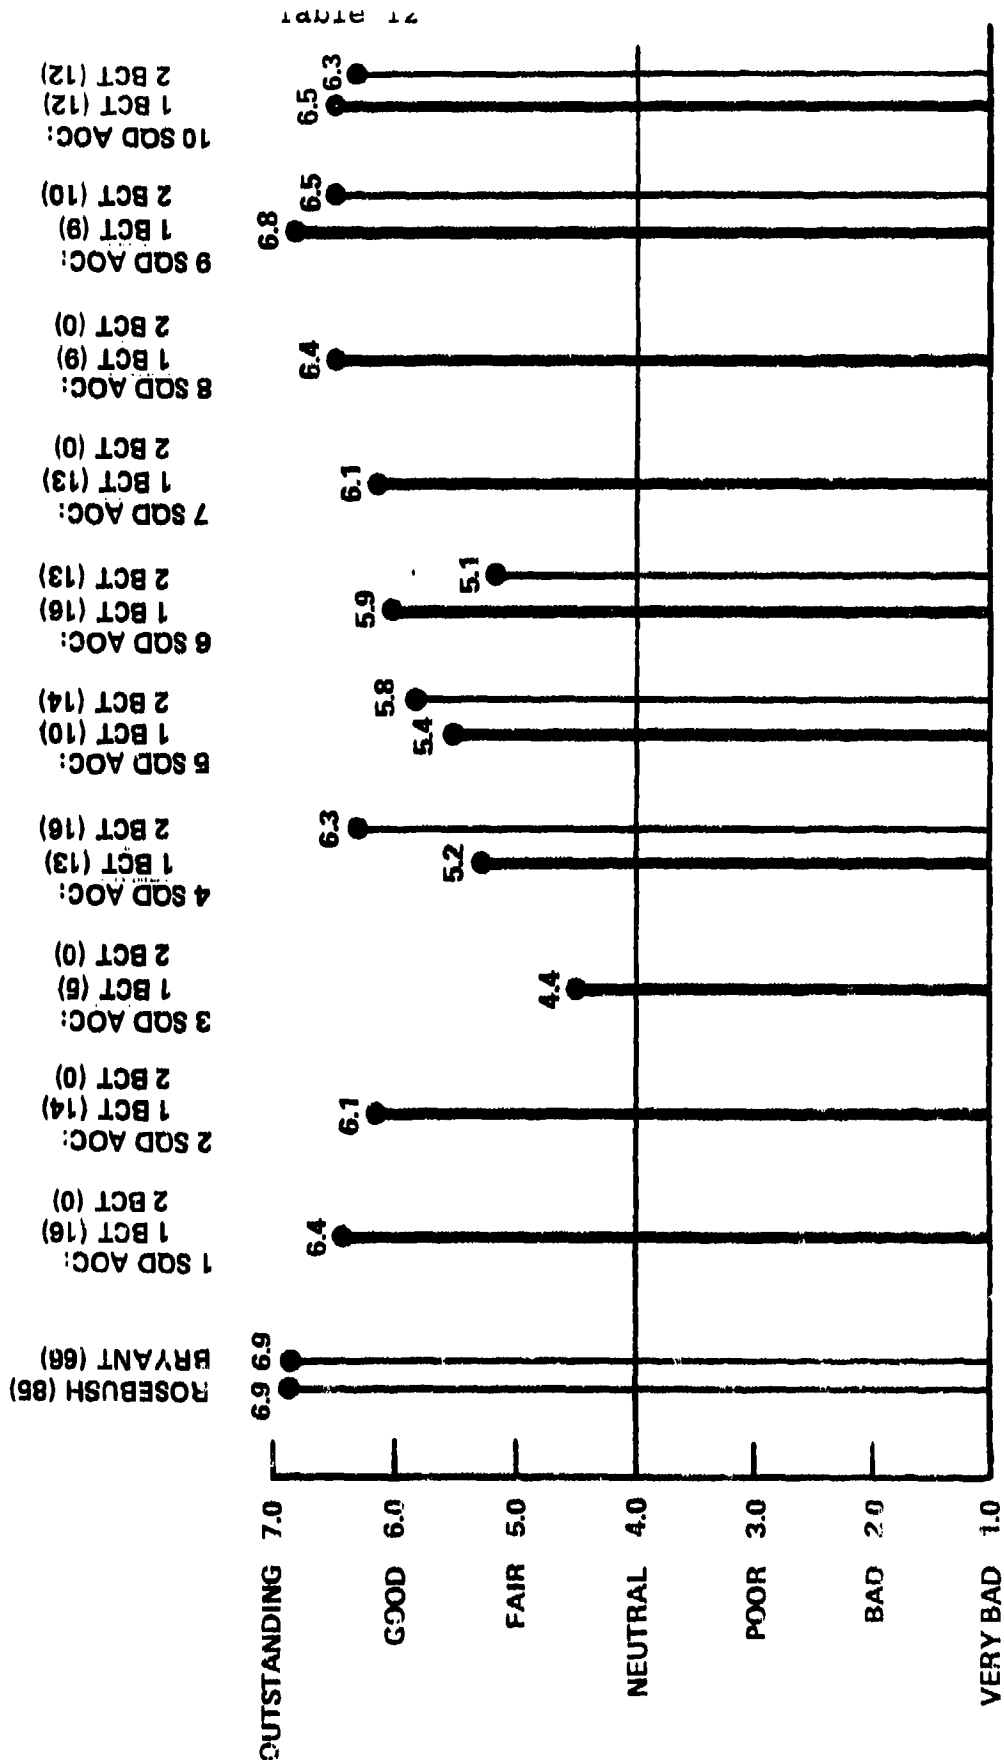 Table 12
OUTSTANDING 7.0
GOOD 6.0
FAIR 5.0
NEUTRAL 4.0
POOR 3.0
BAD 2.0
VERY BAD 1.0
6.9
6.9
6.4
6.1
4.4
5.2
6.3
5.4
5.8
5.9
5.1
6.1
6.4
6.8
6.5
6.5
6.3
ROSEBUSH (85)
BRYANT (66)
1 SQD AOC:
1 BCT (16)
2 BCT (0)
2 SQD AOC:
1 BCT (14)
2 BCT (0)
3 SQD AOC:
1 BCT (5)
2 BCT (0)
4 SQD AOC:
1 BCT (13)
2 BCT (16)
5 SQD AOC:
1 BCT (10)
2 BCT (14)
6 SQD AOC:
1 BCT (16)
2 BCT (13)
7 SQD AOC:
1 BCT (13)
2 BCT (0)
8 SQD AOC:
1 BCT (9)
2 BCT (0)
9 SQD AOC:
1 BCT (9)
2 BCT (10)
10 SQD AOC:
1 BCT (12)
2 BCT (12)